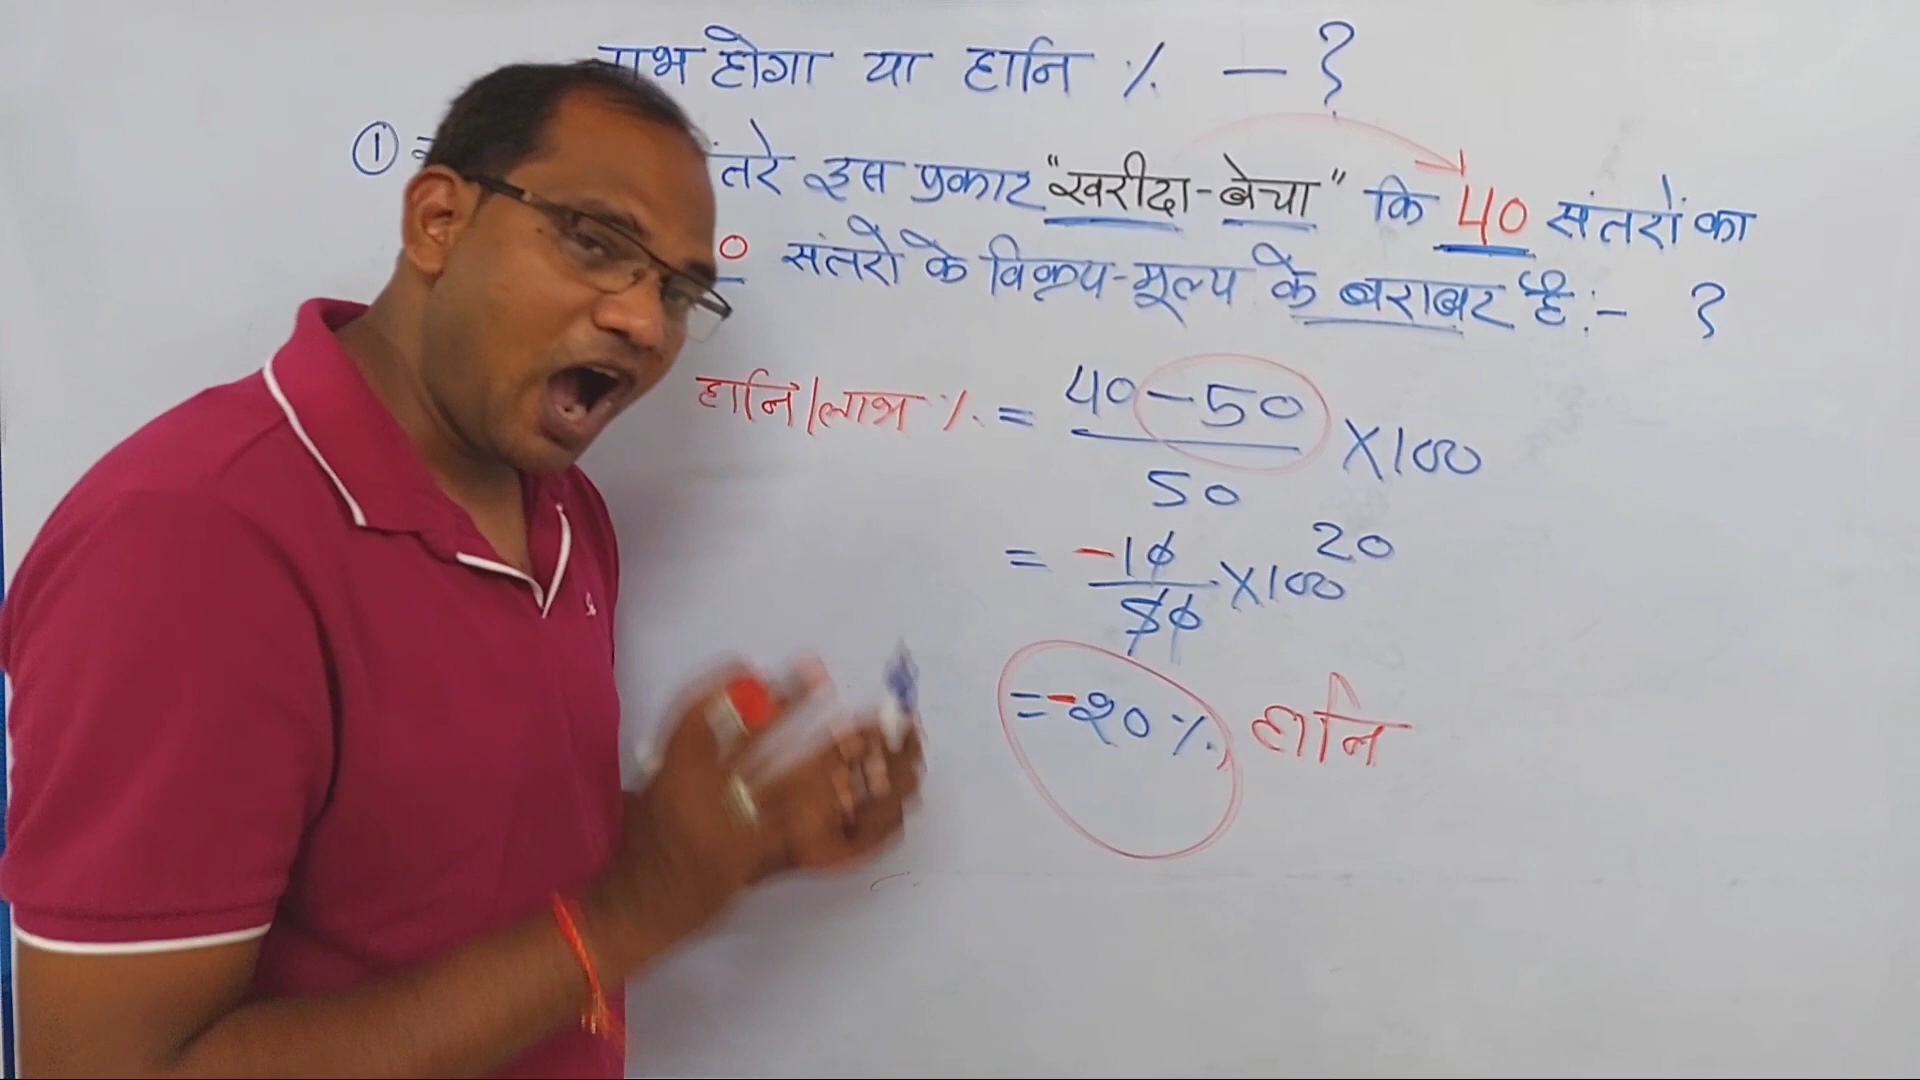 होगा या हानि % - ?
① संतरे इस प्रकार "खरीदा-बेचा" कि 40 संतरों का
0 संतरों के विक्रय-मूल्य के बराबर है:- ?
हानि/लाभ % = 40-50/50 ×100
= -10/50 ×100 20
= -20% हानि